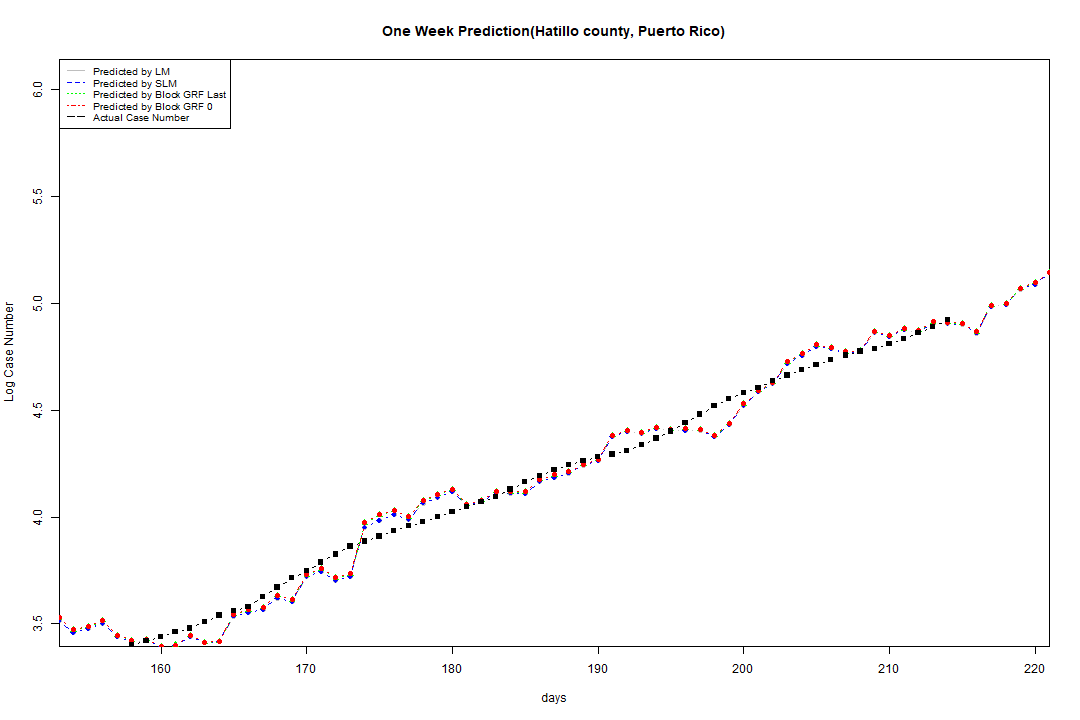 One Week Prediction(Hatillo county, Puerto Rico)
Predicted by LM
Predicted by SLM
Predicted by Block GRF Last
Predicted by Block GRF 0
Actual Case Number
6.0
5.5
5.0
4.5
4.0
3.5
Log Case Number
160 170 180 190 200 210 220
days